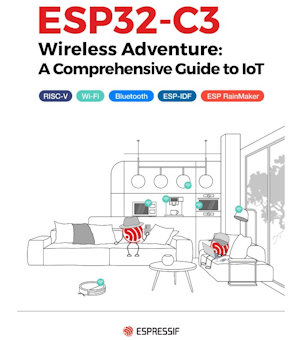 ESP32-C3
Wireless Adventure:
A Comprehensive Guide to IoT
RISC-V Wi-Fi Bluetooth ESP-IDF ESP RainMaker
ESPRESSIF